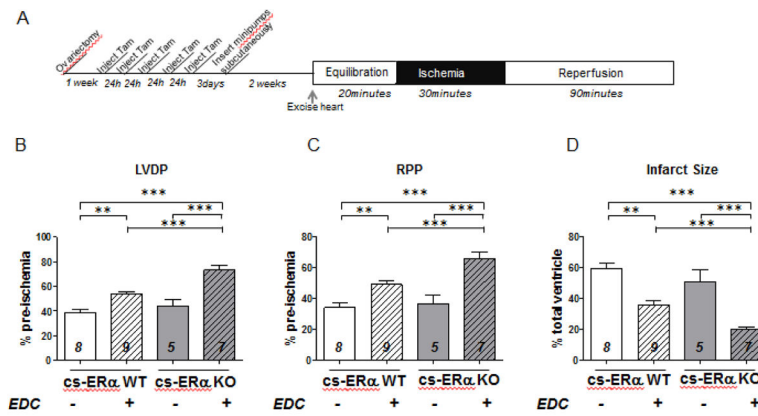 A
Ovariectomy Inject Tam Inject Tam Inject Tam Inject Tam Inject Tam Insert minipumps subcutaneously
1 week 24h 24h 24h 24h 3days 2 weeks
Equilibration Ischemia Reperfusion
20minutes 30minutes 90minutes
Excise heart
B C D
LVDP RPP Infarct Size
*** *** ***
** *** ** *** ** ***
*** *** ***
% pre-ischemia
100
80
60
40
20
0
8 9 5 7
% pre-ischemia
80
60
40
20
0
8 9 5 7
% total ventricle
80
60
40
20
0
8 9 5 7
cs-ERα WT cs-ERα KO cs-ERα WT cs-ERα KO cs-ERα WT cs-ERα KO
EDC - + - + EDC - + - + EDC - + - +